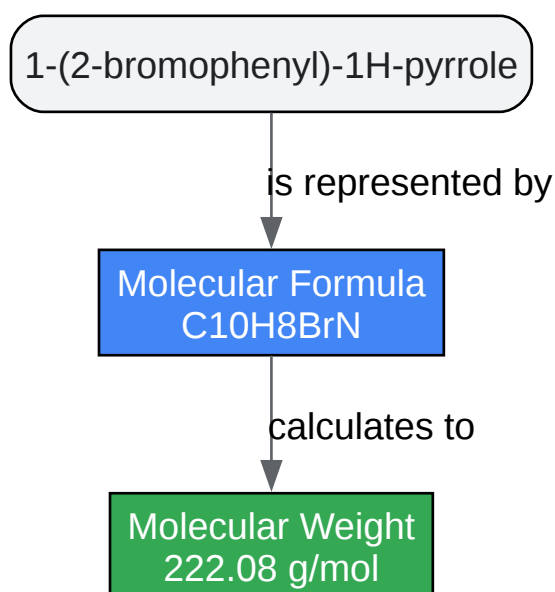 1-(2-bromophenyl)-1H-pyrrole
is represented by
Molecular Formula
C10H8BrN
calculates to
Molecular Weight
222.08 g/mol